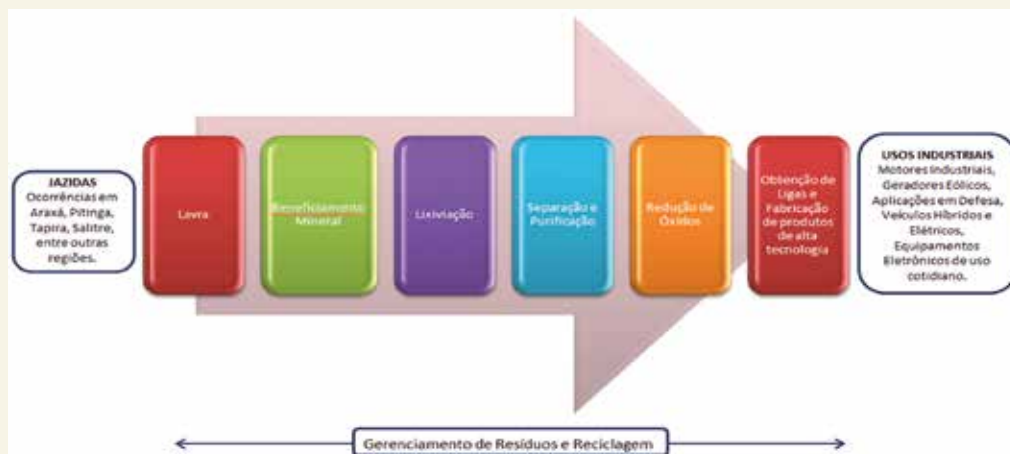 JAZIDAS
Ocorrências em
Araxá, Pitinga,
Tapira, Salitre,
entre outras
regiões.
Lavra
Beneficiamento
Mineral
Lixiviação
Separação e
Purificação
Redução de
Óxidos
Obtenção de
Ligas e
Fabricação de
produtos
de alta
tecnologia
USOS INDUSTRIAIS
Motores Industriais,
Geradores Eólicos,
Aplicações em Defesa,
Veículos Híbridos e
Elétricos,
Equipamentos
Eletrônicos de uso
cotidiano.
Gerenciamento de Resíduos e Reciclagem